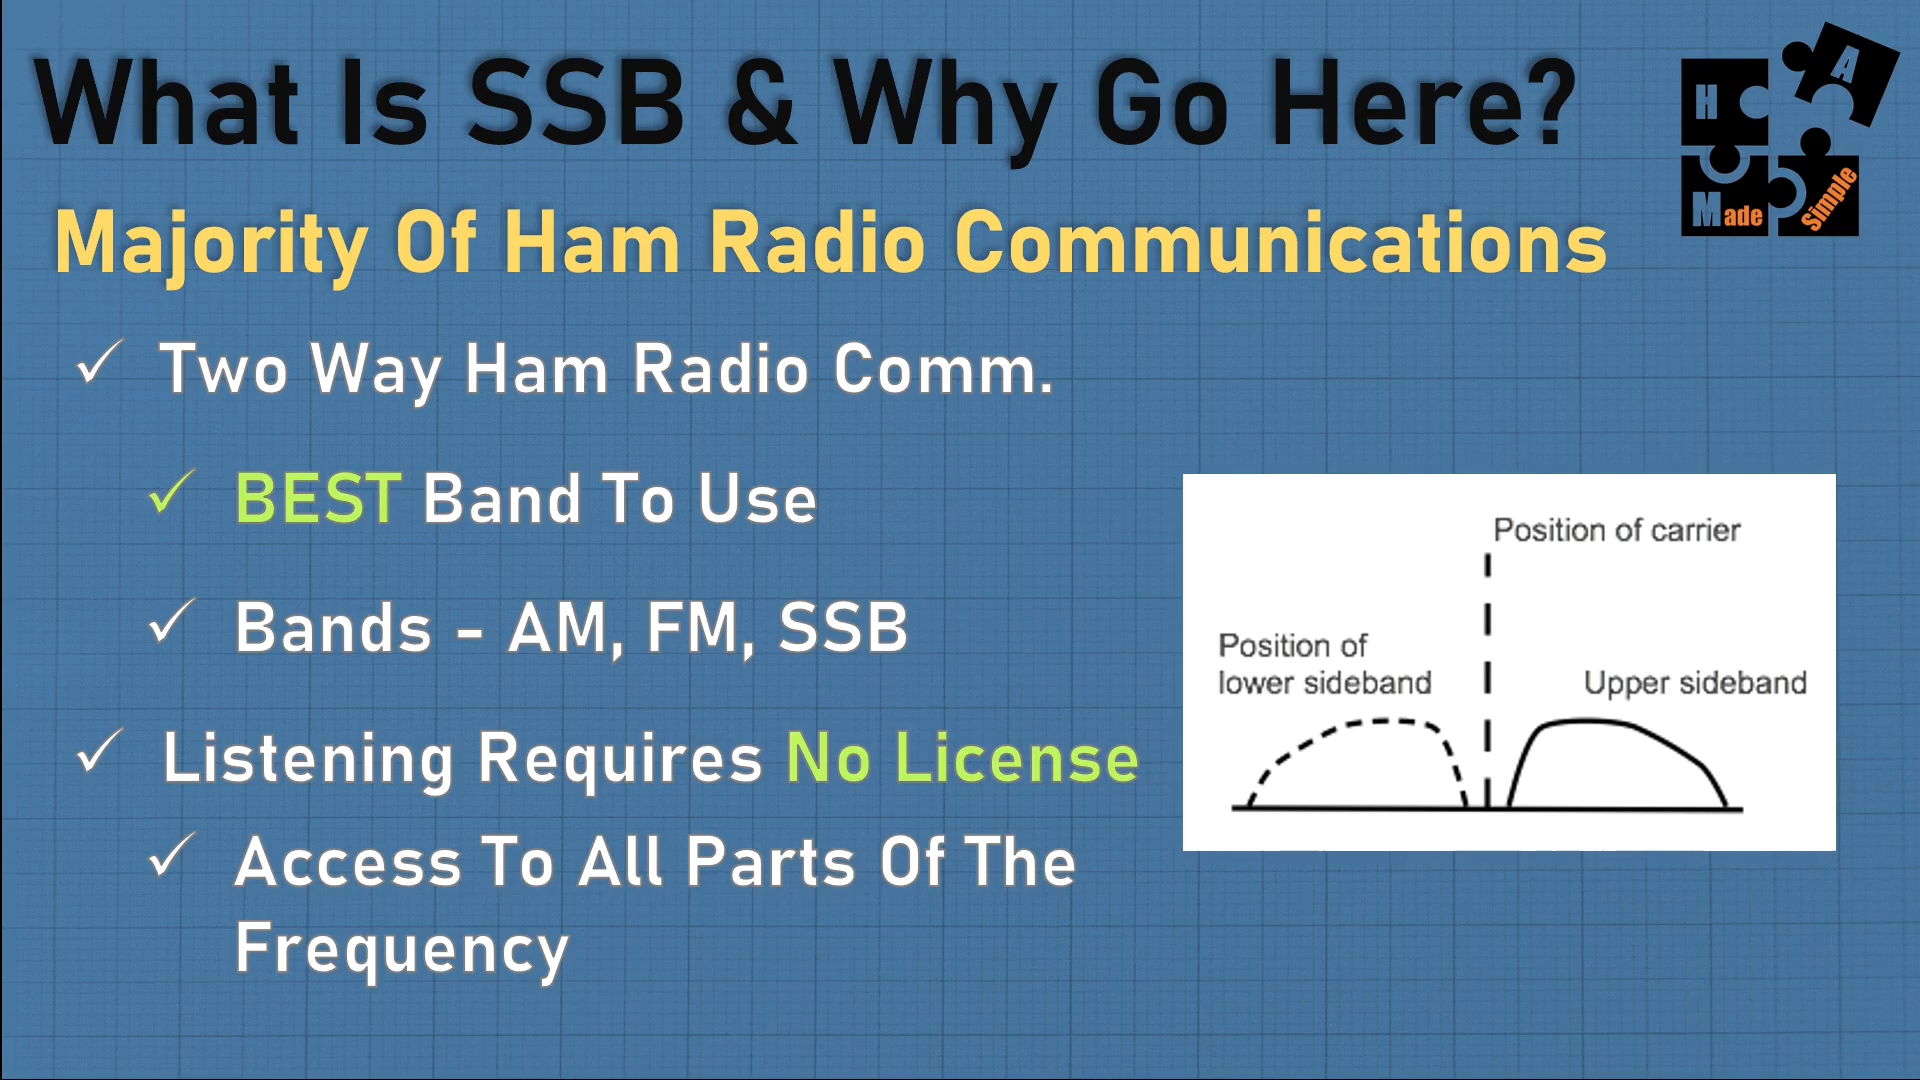 What Is SSB & Why Go Here?
Majority Of Ham Radio Communications
✓ Two Way Ham Radio Comm.
✓ BEST Band To Use
✓ Bands - AM, FM, SSB
✓ Listening Requires No License
✓ Access To All Parts Of The
Frequency
H
A
Made
Simple
Position of carrier
Position of
lower sideband
Upper sideband